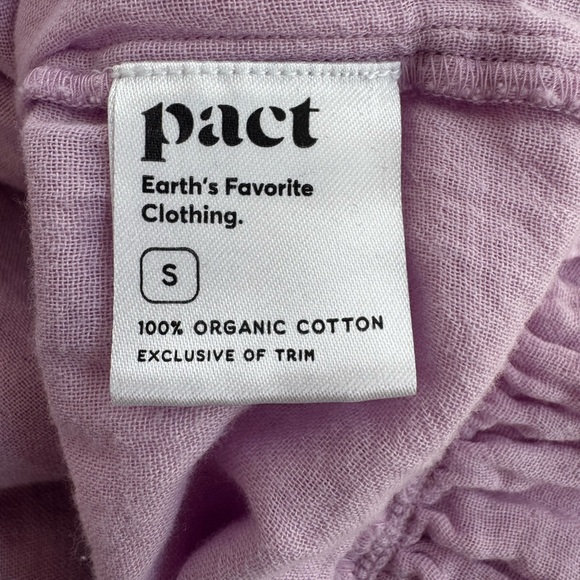 pact
Earth's Favorite
Clothing.
S
100% ORGANIC COTTON
EXCLUSIVE OF TRIM